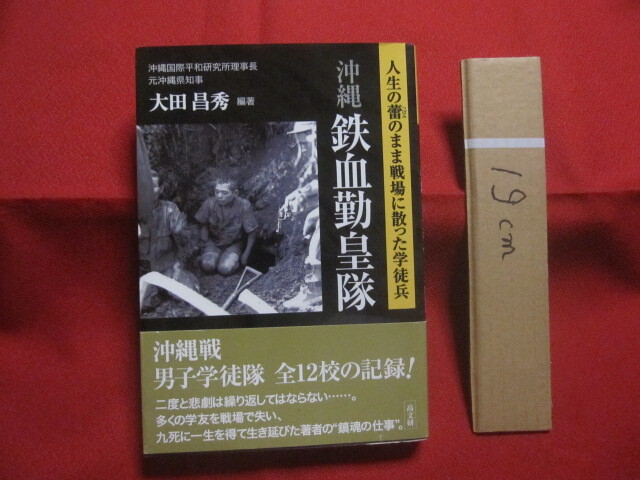 沖縄国際平和研究所理事長
元沖縄県知事
大田 昌秀 編著
人生の蕾のまま戦場に散った学徒兵
沖縄
鉄血勤皇隊
沖縄戦
男子学徒隊 全12校の記録!
二度と悲劇は繰り返してはならない……。
多くの学友を戦場で失い、
九死に一生を得て生き延びた著者の“鎮魂の仕事”。
高文研
19cm